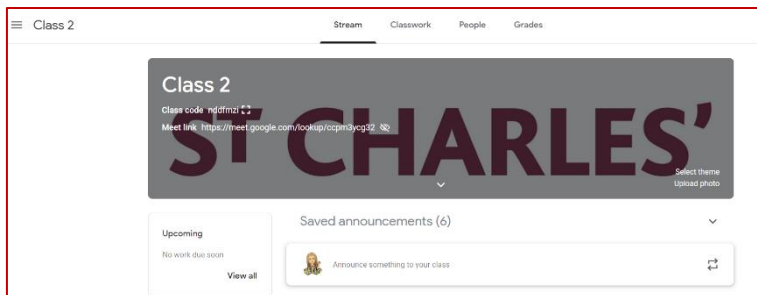 Class 2
Stream Classwork People Grades
Class 2
Class code nddfmzi
Meet link https://meet.google.com/lookup/ccpm3ycg32
ST CHARLES’
Select theme
Upload photo
Upcoming
No work due soon
View all
Saved announcements (6)
Announce something to your class